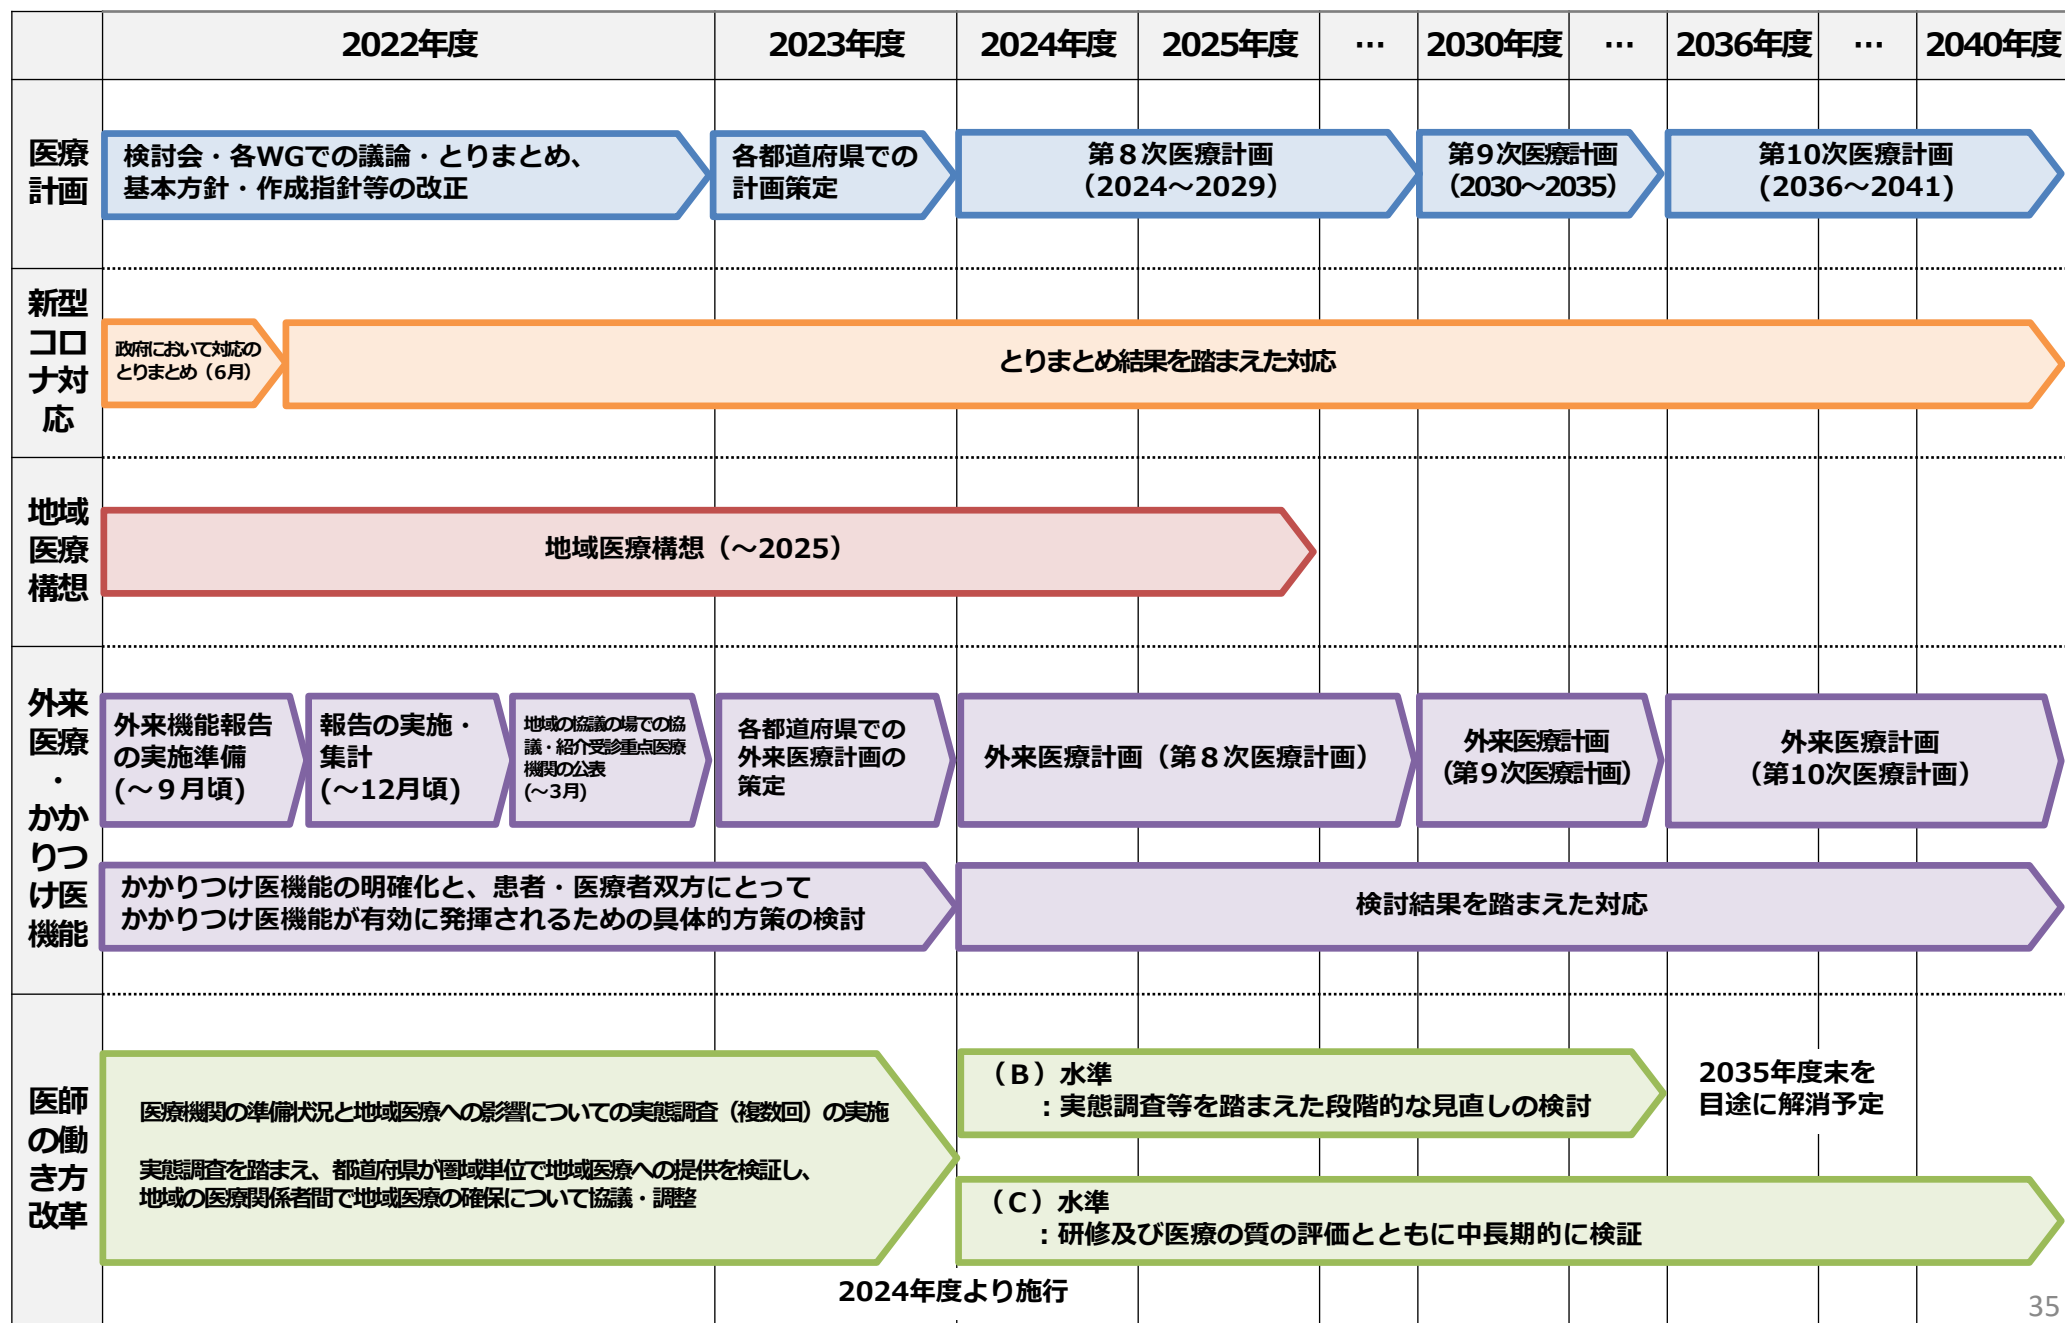 2022年度
2023年度
2024年度
2025年度
…
2030年度
…
2036年度
…
2040年度
医療
計画
検討会・各WGでの議論・とりまとめ、
基本方針・作成指針等の改正
各都道府県での
計画策定
第８次医療計画
（2024～2029）
第９次医療計画
（2030～2035）
第10次医療計画
(2036～2041)
新型
コロ
ナ対
応
政府において対応の
とりまとめ（6月）
とりまとめ結果を踏まえた対応
地域
医療
構想
地域医療構想（～2025）
外来
医療
・
かか
りつ
け医
機能
外来機能報告
の実施準備
(～９月頃)
報告の実施・
集計
(～12月頃)
地域の協議の場での協
議・紹介受診重点医療
機関の公表
(～3月)
各都道府県での
外来医療計画の
策定
外来医療計画（第８次医療計画）
外来医療計画
（第９次医療計画）
外来医療計画
（第10次医療計画）
かかりつけ医機能の明確化と、患者・医療者双方にとって
かかりつけ医機能が有効に発揮されるための具体的方策の検討
検討結果を踏まえた対応
医師
の働
き方
改革
医療機関の準備状況と地域医療への影響についての実態調査（複数回）の実施
実態調査を踏まえ、都道府県が圏域単位で地域医療への提供を検証し、
地域の医療関係者間で地域医療の確保について協議・調整
（Ｂ）水準
：実態調査等を踏まえた段階的な見直しの検討
2035年度末を
目途に解消予定
（Ｃ）水準
：研修及び医療の質の評価とともに中長期的に検証
2024年度より施行
35